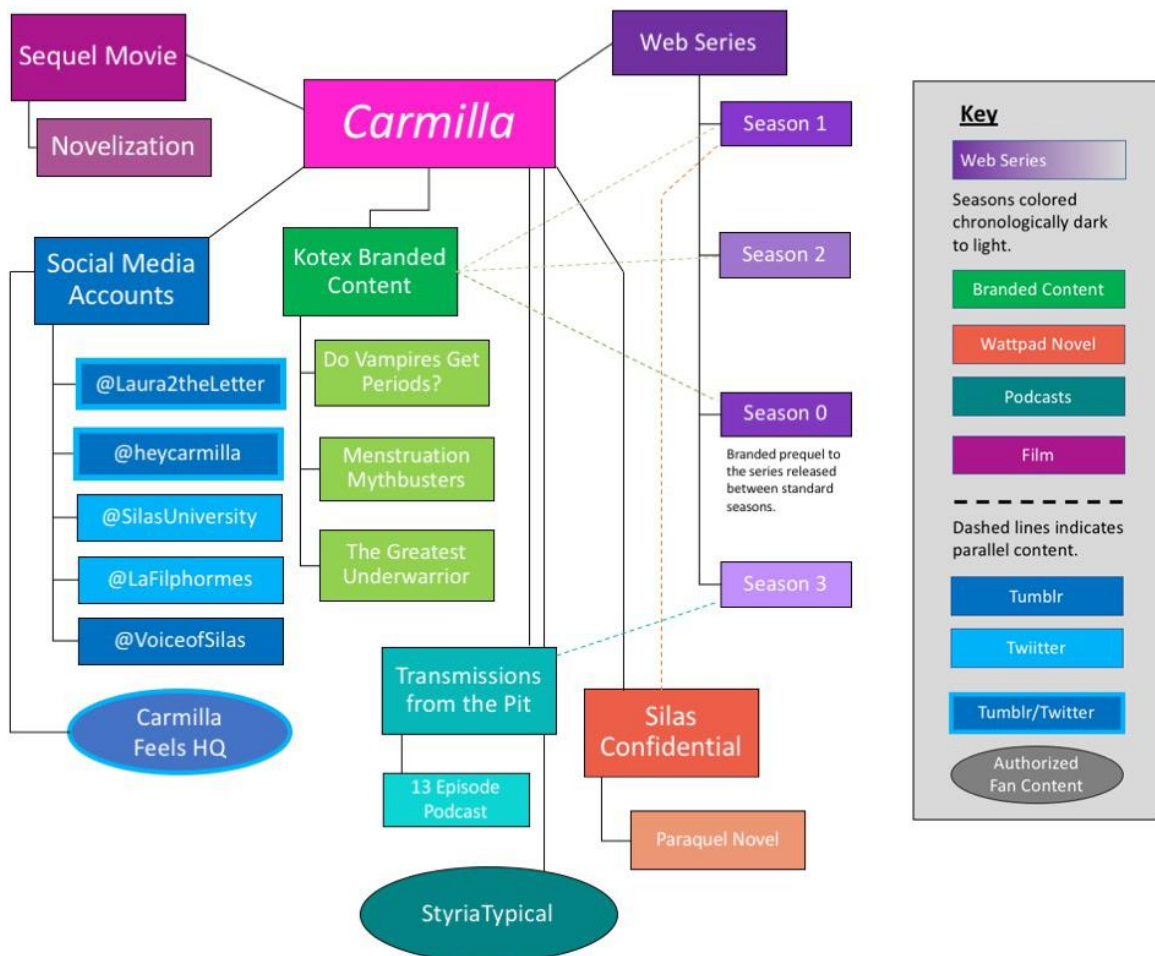 Sequel Movie
Novelization
Carmilla
Web Series
Season 1
Season 2
Season 0
Branded prequel to
the series released
between standard
seasons.
Season 3
Social Media
Accounts
@Laura2theLetter
@heycarmilla
@SilasUniversity
@LaFilphormes
@VoiceofSilas
Carmilla
Feels HQ
Kotex Branded
Content
Do Vampires Get
Periods?
Menstruation
Mythbusters
The Greatest
Underwarrior
Transmissions
from the Pit
13 Episode
Podcast
StyriaTypical
Silas
Confidential
Paraquel Novel
Key
Web Series
Seasons colored
chronologically dark
to light.
Branded Content
Wattpad Novel
Podcasts
Film
Dashed lines indicates
parallel content.
Tumblr
Twiitter
Tumblr/Twitter
Authorized
Fan Content